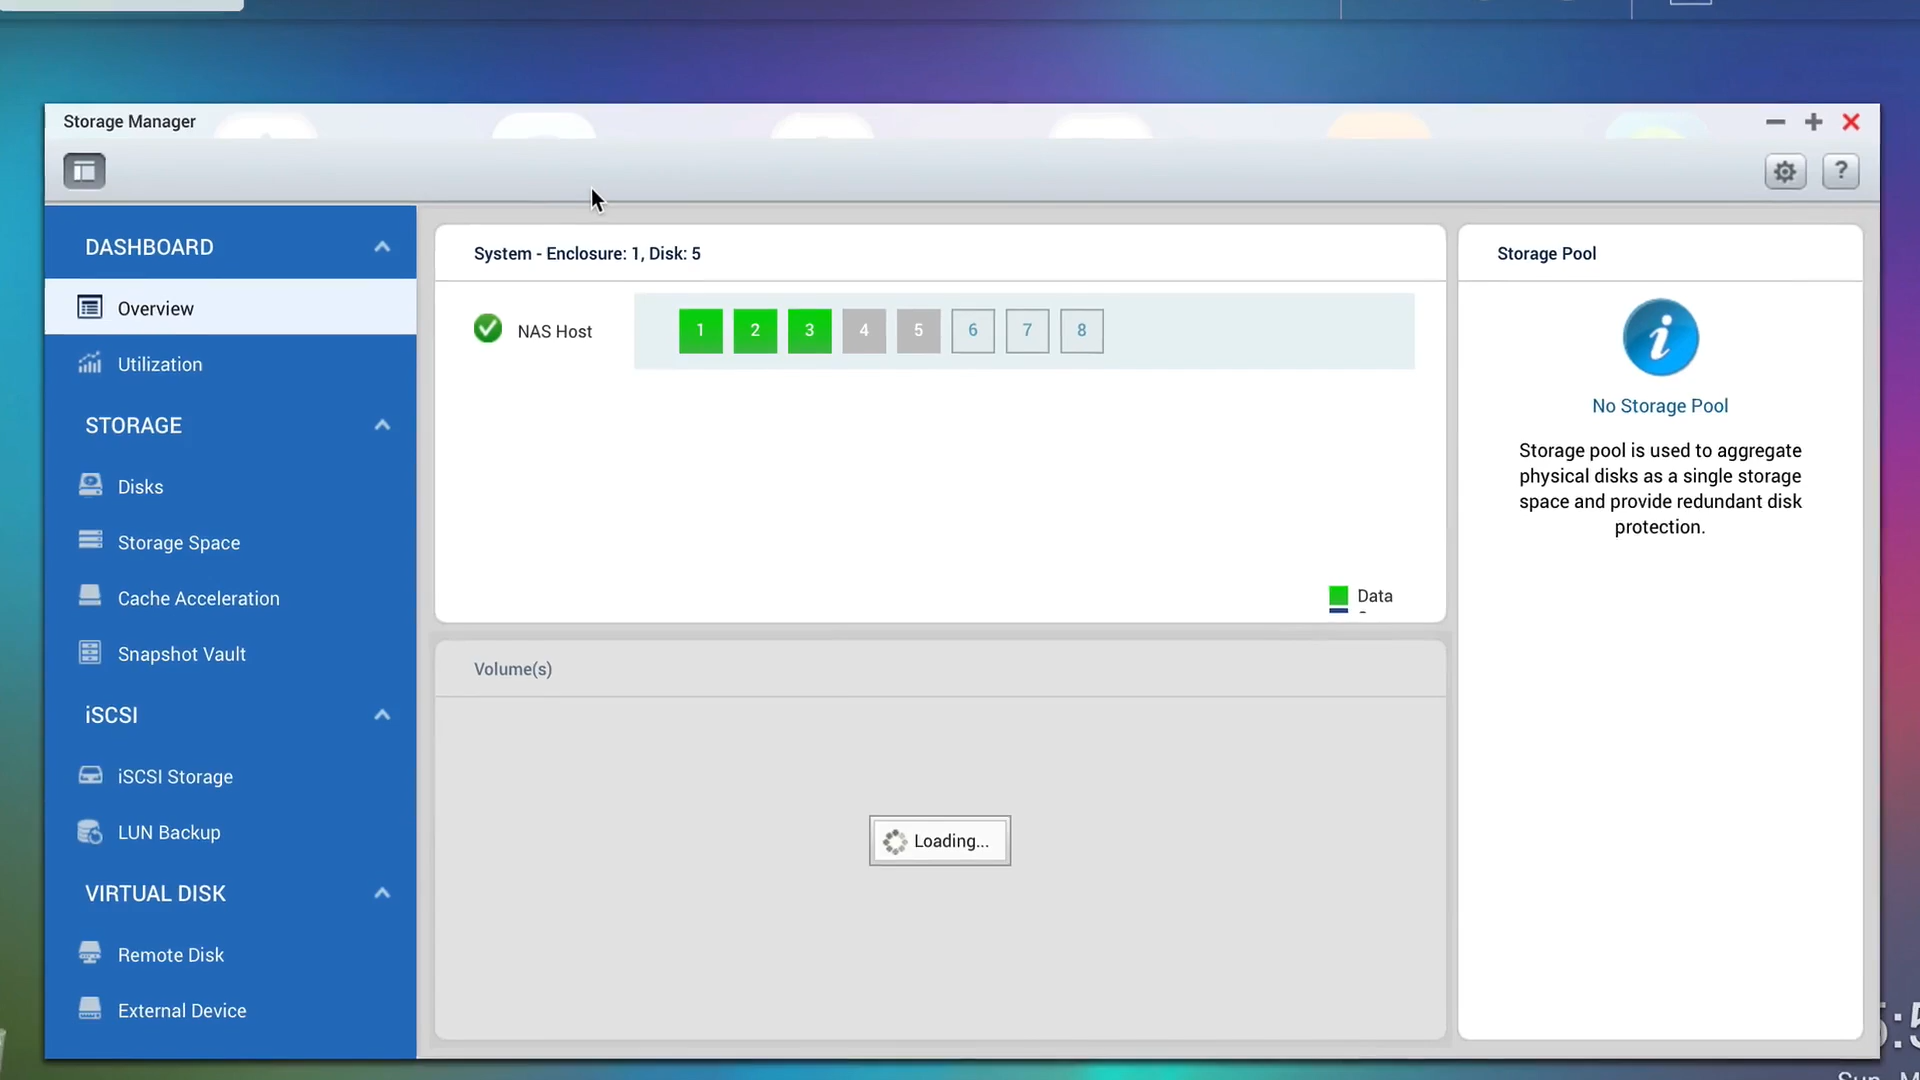 Storage Manager
?
DASHBOARD
Overview
Utilization
STORAGE
Disks
Storage Space
Cache Acceleration
Snapshot Vault
iSCSI
iSCSI Storage
LUN Backup
VIRTUAL DISK
Remote Disk
External Device
System - Enclosure: 1, Disk: 5
NAS Host
1 2 3 4 5 6 7 8
Data
Volume(s)
Loading...
Storage Pool
No Storage Pool
Storage pool is used to aggregate
physical disks as a single storage
space and provide redundant disk
protection.